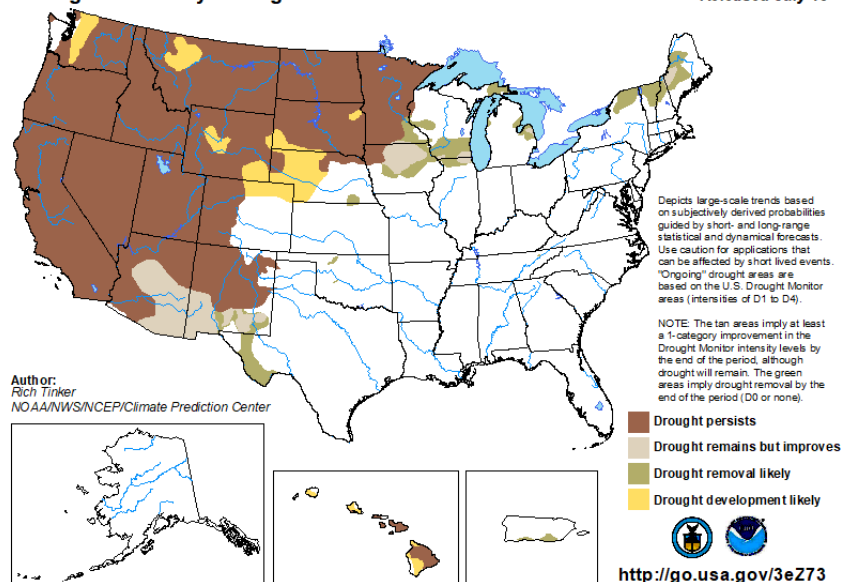 Depicts large-scale trends based
on subjectively derived probabilities
guided by short- and long-range
statistical and dynamical forecasts.
Use caution for applications that
can be affected by short lived events.
"Ongoing" drought areas are
based on the U.S. Drought Monitor
areas (intensities of D1 to D4).
NOTE: The tan areas imply at least
a 1-category improvement in the
Drought Monitor intensity levels by
the end of the period, although
drought will remain. The green
areas imply drought removal by the
end of the period (D0 or none).
Author:
Rich Tinker
NOAA/NWS/NCEP/Climate Prediction Center
Drought persists
Drought remains but improves
Drought removal likely
Drought development likely
http://go.usa.gov/3eZ73